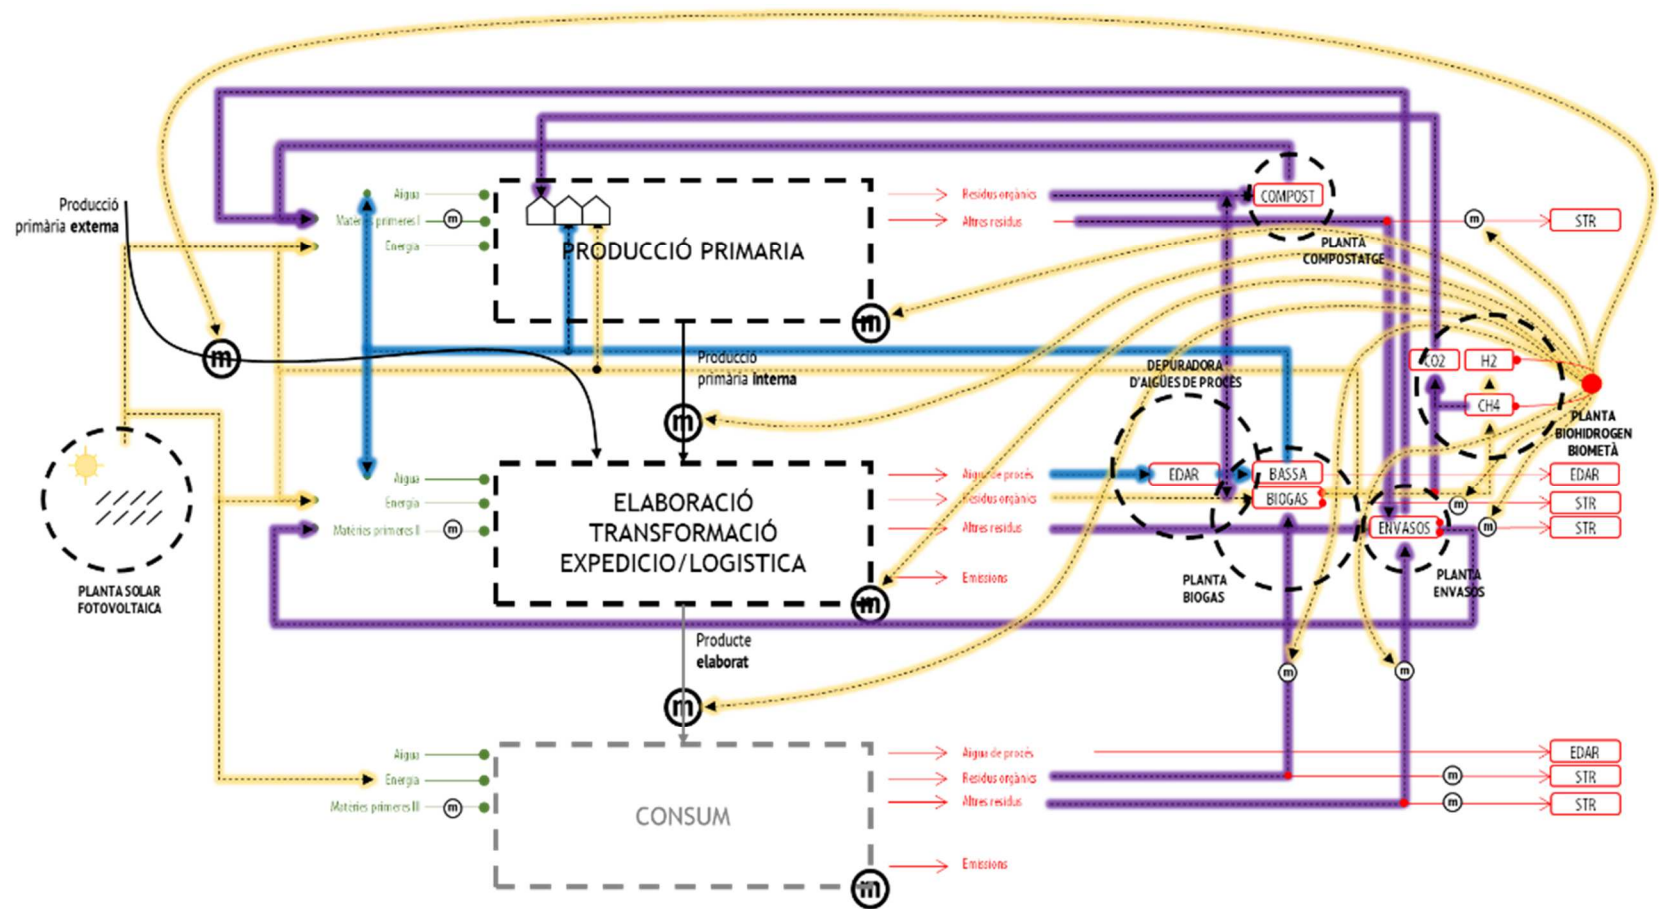 Producció
primària externa
Aigua
Matèries primeres I
m
Energia
PRODUCCIÓ PRIMARIA
m
Residus orgànics
Altres residus
COMPOST
PLANTA
COMPOSTATGE
m
STR
m
Producció
primària interna
m
DEPURADORA
D'AIGÜES DE PROCÉS
CO2
H2
CH4
PLANTA
BIOHIDROGEN
BIOMETÀ
PLANTA SOLAR
FOTOVOLTAICA
Aigua
Energia
Matèries primeres II
m
ELABORACIÓ
TRANSFORMACIÓ
EXPEDICIO/LOGISTICA
m
Aigua de procés
Residus orgànics
Altres residus
Emissions
EDAR
BASSA
BIOGAS
ENVASOS
PLANTA
BIOGAS
PLANTA
ENVASOS
m
m
EDAR
STR
STR
Producte
elaborat
m
m
m
Aigua
Energia
Matèries primeres III
m
CONSUM
m
Aigua de procés
Residus orgànics
Altres residus
Emissions
m
m
EDAR
STR
STR